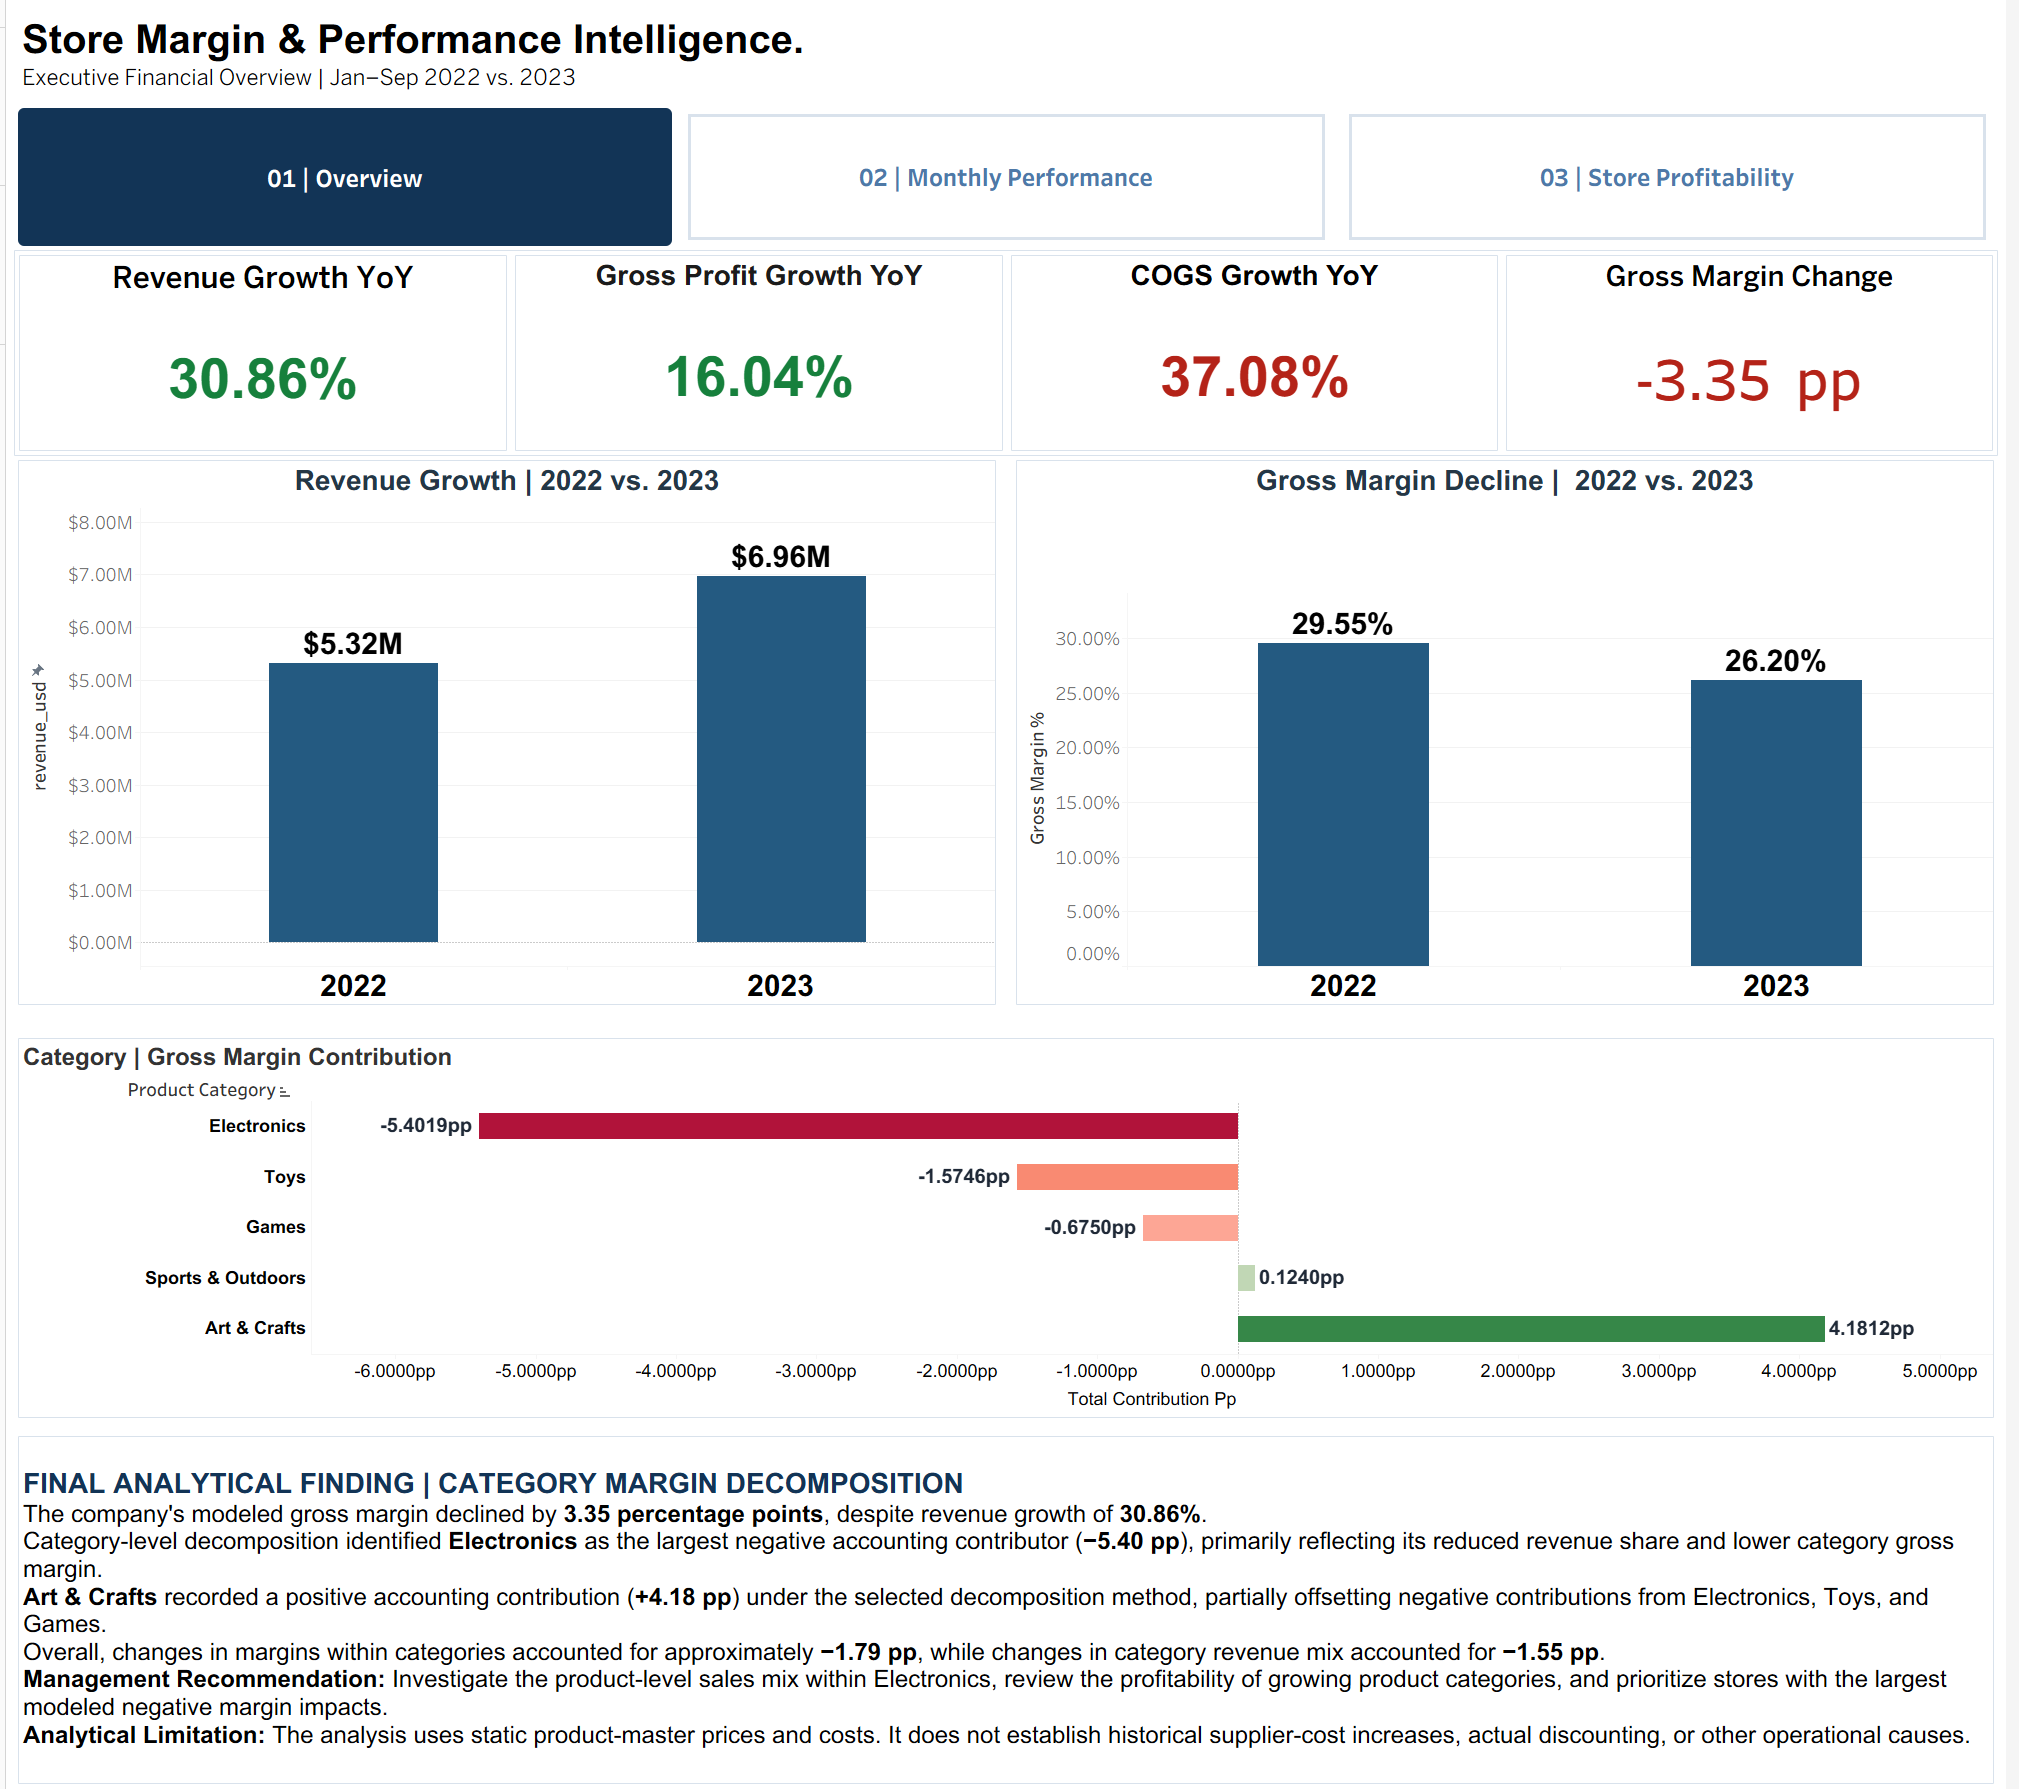 Store Margin & Performance Intelligence.
Executive Financial Overview | Jan–Sep 2022 vs. 2023
01 | Overview
02 | Monthly Performance
03 | Store Profitability
Revenue Growth YoY
30.86%
Gross Profit Growth YoY
16.04%
COGS Growth YoY
37.08%
Gross Margin Change
-3.35 pp
Revenue Growth | 2022 vs. 2023
revenue_usd
$8.00M
$7.00M
$6.00M
$5.00M
$4.00M
$3.00M
$2.00M
$1.00M
$0.00M
$5.32M
$6.96M
2022
2023
Gross Margin Decline | 2022 vs. 2023
Gross Margin %
30.00%
25.00%
20.00%
15.00%
10.00%
5.00%
0.00%
29.55%
26.20%
2022
2023
Category | Gross Margin Contribution
Product Category
Electronics
-5.4019pp
Toys
-1.5746pp
Games
-0.6750pp
Sports & Outdoors
0.1240pp
Art & Crafts
4.1812pp
-6.0000pp
-5.0000pp
-4.0000pp
-3.0000pp
-2.0000pp
-1.0000pp
0.0000pp
1.0000pp
2.0000pp
3.0000pp
4.0000pp
5.0000pp
Total Contribution Pp
FINAL ANALYTICAL FINDING | CATEGORY MARGIN DECOMPOSITION
The company's modeled gross margin declined by 3.35 percentage points, despite revenue growth of 30.86%.
Category-level decomposition identified Electronics as the largest negative accounting contributor (−5.40 pp), primarily reflecting its reduced revenue share and lower category gross
margin.
Art & Crafts recorded a positive accounting contribution (+4.18 pp) under the selected decomposition method, partially offsetting negative contributions from Electronics, Toys, and
Games.
Overall, changes in margins within categories accounted for approximately −1.79 pp, while changes in category revenue mix accounted for −1.55 pp.
Management Recommendation: Investigate the product-level sales mix within Electronics, review the profitability of growing product categories, and prioritize stores with the largest
modeled negative margin impacts.
Analytical Limitation: The analysis uses static product-master prices and costs. It does not establish historical supplier-cost increases, actual discounting, or other operational causes.